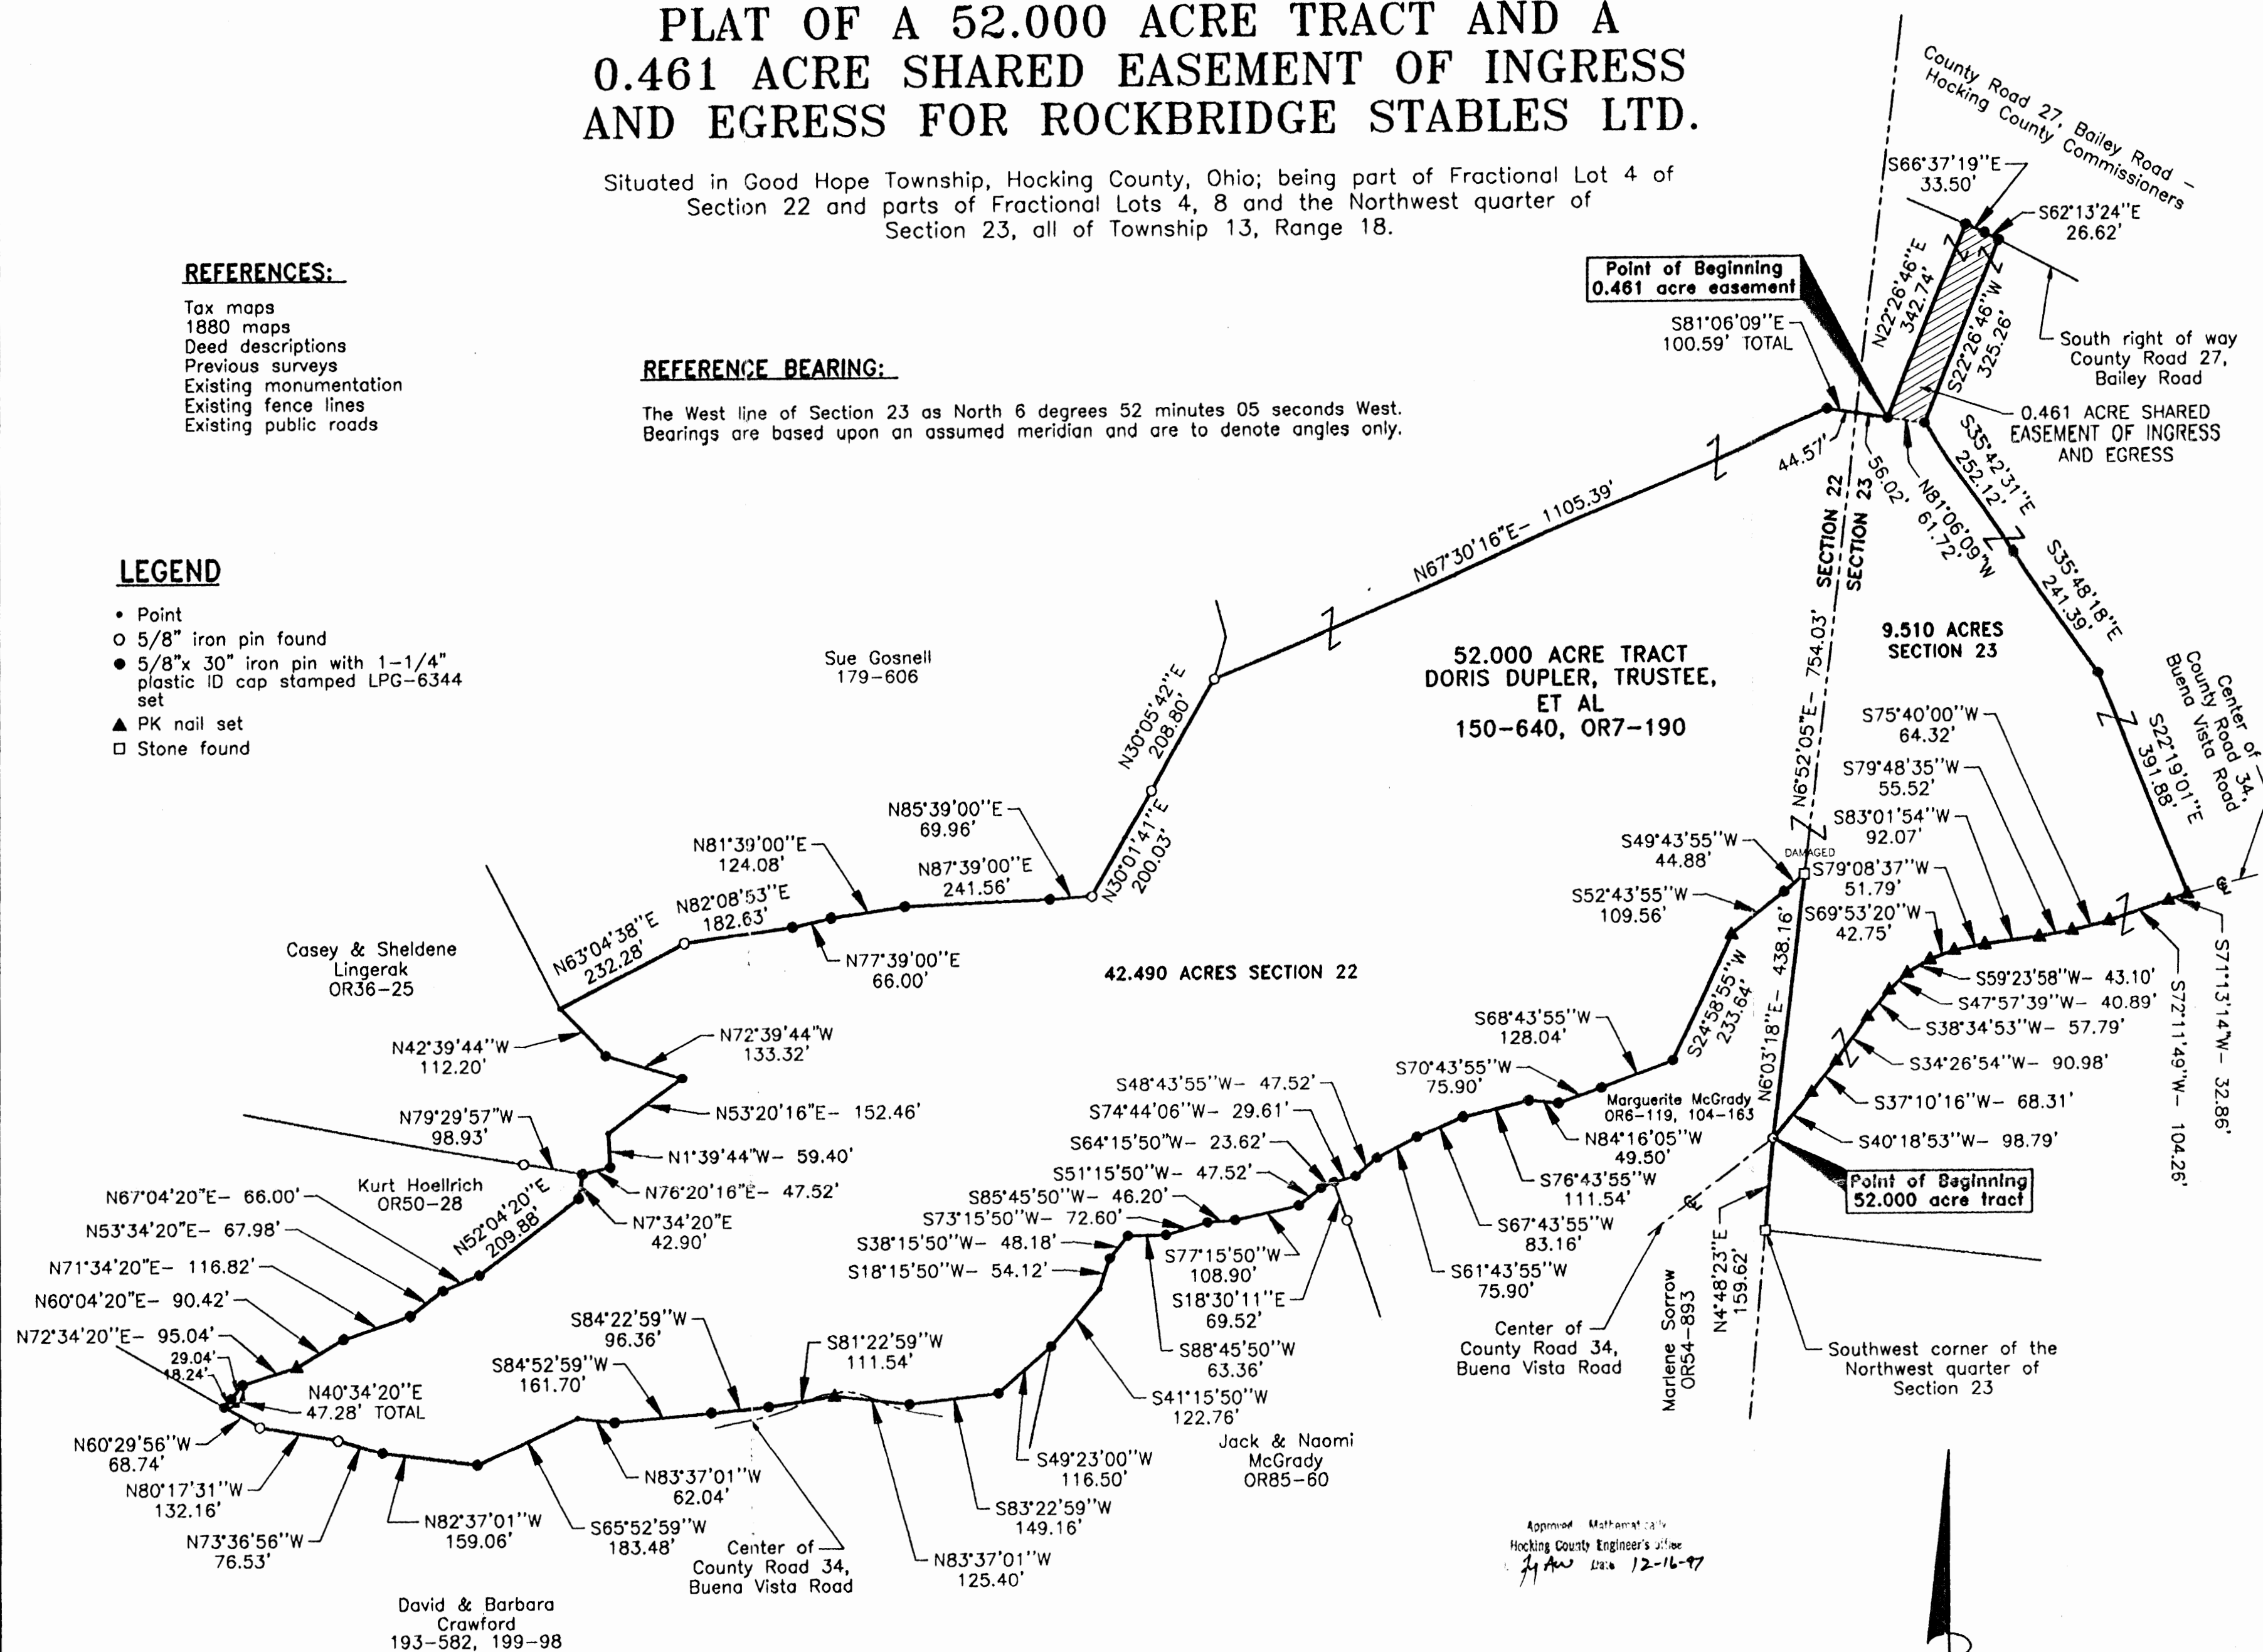 PLAT OF A 52.000 ACRE TRACT AND A
0.461 ACRE SHARED EASEMENT OF INGRESS
AND EGRESS FOR ROCKBRIDGE STABLES LTD.
Situated in Good Hope Township, Hocking County, Ohio; being part of Fractional Lot 4 of
Section 22 and parts of Fractional Lots 4, 8 and the Northwest quarter of
Section 23, all of Township 13, Range 18.
REFERENCES:
Tax maps
1880 maps
Deed descriptions
Previous surveys
Existing monumentation
Existing fence lines
Existing public roads
REFERENCE BEARING:
The West line of Section 23 as North 6 degrees 52 minutes 05 seconds West.
Bearings are based upon an assumed meridian and are to denote angles only.
LEGEND
Point
5/8" iron pin found
5/8"x 30" iron pin with 1-1/4"
plastic ID cap stamped LPG-6344
set
PK nail set
Stone found
County Road 27, Bailey Road -
Hocking County Commissioners
S66°37'19"E
33.50'
S62°13'24"E
26.62'
Point of Beginning
0.461 acre easement
S81°06'09"E
100.59' TOTAL
N22°26'46"E
342.74'
S22°26'46"W
325.26'
South right of way
County Road 27,
Bailey Road
0.461 ACRE SHARED
EASEMENT OF INGRESS
AND EGRESS
44.57'
56.02'
N81°06'09"W
61.72'
S35°42'31"E
252.12'
S35°48'18"E
241.39'
S22°19'01"E
391.88'
Center of
County Road 34,
Buena Vista Road
SECTION 22
SECTION 23
N6°52'05"E- 754.03'
9.510 ACRES
SECTION 23
N67°30'16"E- 1105.39'
52.000 ACRE TRACT
DORIS DUPLER, TRUSTEE,
ET AL
150-640, OR7-190
Sue Gosnell
179-606
N30°05'42"E
208.80'
N30°01'41"E
200.03'
N85°39'00"E
69.96'
N81°39'00"E
124.08'
N87°39'00"E
241.56'
N82°08'53"E
182.63'
N77°39'00"E
66.00'
N63°04'38"E
232.28'
Casey & Sheldene
Lingerak
OR36-25
42.490 ACRES SECTION 22
S75°40'00"W
64.32'
S79°48'35"W
55.52'
S83°01'54"W
92.07'
S79°08'37"W
51.79'
S69°53'20"W
42.75'
S49°43'55"W
44.88'
DAMAGED
S52°43'55"W
109.56'
S24°58'55"W
233.64'
N6°03'18"E- 438.16'
S59°23'58"W- 43.10'
S47°57'39"W- 40.89'
S38°34'53"W- 57.79'
S34°26'54"W- 90.98'
S37°10'16"W- 68.31'
S40°18'53"W- 98.79'
S72°11'49"W- 104.26'
S71°13'14"W- 32.86'
N42°39'44"W
112.20'
N72°39'44"W
133.32'
N53°20'16"E- 152.46'
N79°29'57"W
98.93'
N1°39'44"W- 59.40'
N76°20'16"E- 47.52'
Kurt Hoellrich
OR50-28
N7°34'20"E
42.90'
N52°04'20"E
209.88'
N67°04'20"E- 66.00'
N53°34'20"E- 67.98'
N71°34'20"E- 116.82'
N60°04'20"E- 90.42'
N72°34'20"E- 95.04'
29.04'
18.24'
N40°34'20"E
47.28' TOTAL
N60°29'56"W
68.74'
N80°17'31"W
132.16'
N73°36'56"W
76.53'
N82°37'01"W
159.06'
S65°52'59"W
183.48'
N83°37'01"W
62.04'
S84°52'59"W
161.70'
S84°22'59"W
96.36'
S81°22'59"W
111.54'
Center of
County Road 34,
Buena Vista Road
N83°37'01"W
125.40'
S83°22'59"W
149.16'
S49°23'00"W
116.50'
S41°15'50"W
122.76'
S18°15'50"W- 54.12'
S38°15'50"W- 48.18'
S88°45'50"W
63.36'
S73°15'50"W- 72.60'
S85°45'50"W- 46.20'
S77°15'50"W
108.90'
S51°15'50"W- 47.52'
S64°15'50"W- 23.62'
S74°44'06"W- 29.61'
S48°43'55"W- 47.52'
S18°30'11"E
69.52'
S61°43'55"W
75.90'
S67°43'55"W
83.16'
S76°43'55"W
111.54'
N84°16'05"W
49.50'
S70°43'55"W
75.90'
S68°43'55"W
128.04'
Marguerite McGrady
OR6-119, 104-163
Point of Beginning
52.000 acre tract
Center of
County Road 34,
Buena Vista Road
Marlene Sorrow
OR54-893
N4°48'23"E
159.62'
Southwest corner of the
Northwest quarter of
Section 23
Jack & Naomi
McGrady
OR85-60
David & Barbara
Crawford
193-582, 199-98
Approved Mathematically
Hocking County Engineer's office
Date 12-16-97